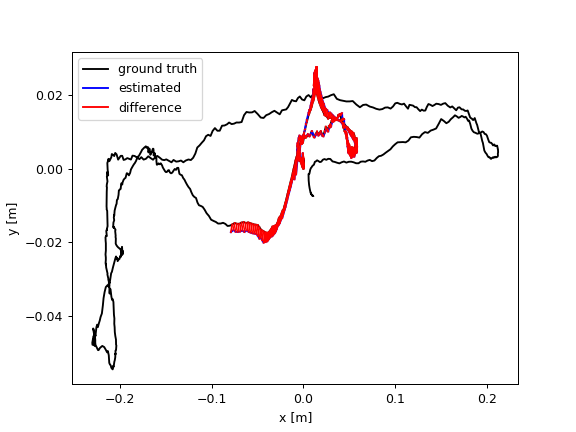 ground truth
estimated
difference
0.02
0.00
−0.02
−0.04
y [m]
−0.2
−0.1
0.0
0.1
0.2
x [m]